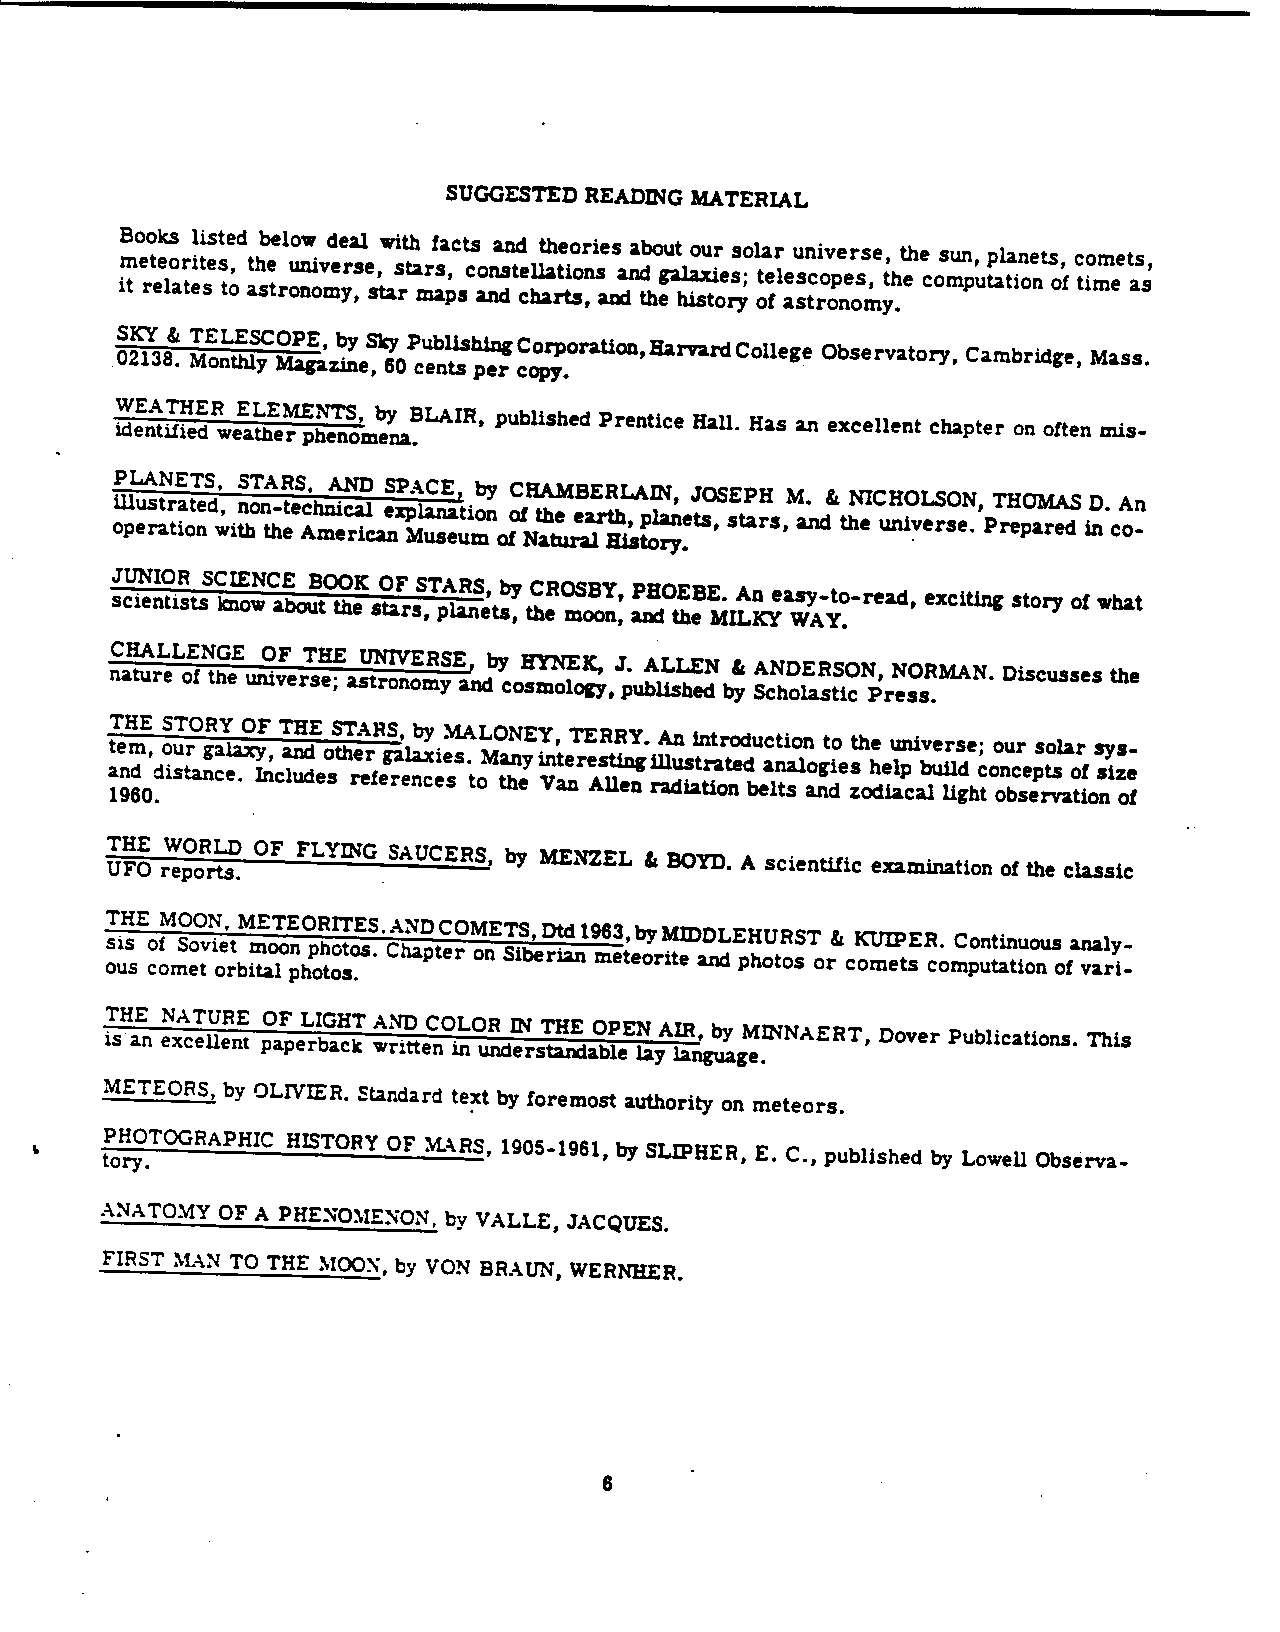 SUGGESTED READING MATERIAL
Books listed below deal with facts and theories about our solar universe, the sun, planets, comets,
meteorites, the universe, stars, constellations and galaxies; telescopes, the computation of time as
it relates to astronomy, star maps and charts, and the history of astronomy.
SKY & TELESCOPE, by Sky Publishing Corporation, Harvard College Observatory, Cambridge, Mass.
02138. Monthly Magazine, 60 cents per copy.
WEATHER ELEMENTS, by BLAIR, published Prentice Hall. Has an excellent chapter on often mis-
identified weather phenomena.
PLANETS, STARS, AND SPACE, by CHAMBERLAIN, JOSEPH M. & NICHOLSON, THOMAS D. An
illustrated, non-technical explanation of the earth, planets, stars, and the universe. Prepared in co-
operation with the American Museum of Natural History.
JUNIOR SCIENCE BOOK OF STARS, by CROSBY, PHOEBE. An easy-to-read, exciting story of what
scientists know about the stars, planets, the moon, and the MILKY WAY.
CHALLENGE OF THE UNIVERSE, by HYNEK, J. ALLEN & ANDERSON, NORMAN. Discusses the
nature of the universe; astronomy and cosmology, published by Scholastic Press.
THE STORY OF THE STARS, by MALONEY, TERRY. An introduction to the universe; our solar sys-
tem, our galaxy, and other galaxies. Many interesting illustrated analogies help build concepts of size
and distance. Includes references to the Van Allen radiation belts and zodiacal light observation of
1960.
THE WORLD OF FLYING SAUCERS, by MENZEL & BOYD. A scientific examination of the classic
UFO reports.
THE MOON, METEORITES. AND COMETS, Dtd 1963, by MIDDLEHURST & KUIPER. Continuous analy-
sis of Soviet moon photos. Chapter on Siberian meteorite and photos or comets computation of vari-
ous comet orbital photos.
THE NATURE OF LIGHT AND COLOR IN THE OPEN AIR, by MINNAERT, Dover Publications. This
is an excellent paperback written in understandable lay language.
METEORS, by OLIVIER. Standard text by foremost authority on meteors.
PHOTOGRAPHIC HISTORY OF MARS, 1905-1961, by SLIPHER, E. C., published by Lowell Observa-
tory.
ANATOMY OF A PHENOMENON, by VALLE, JACQUES.
FIRST MAN TO THE MOON, by VON BRAUN, WERNHER.
6